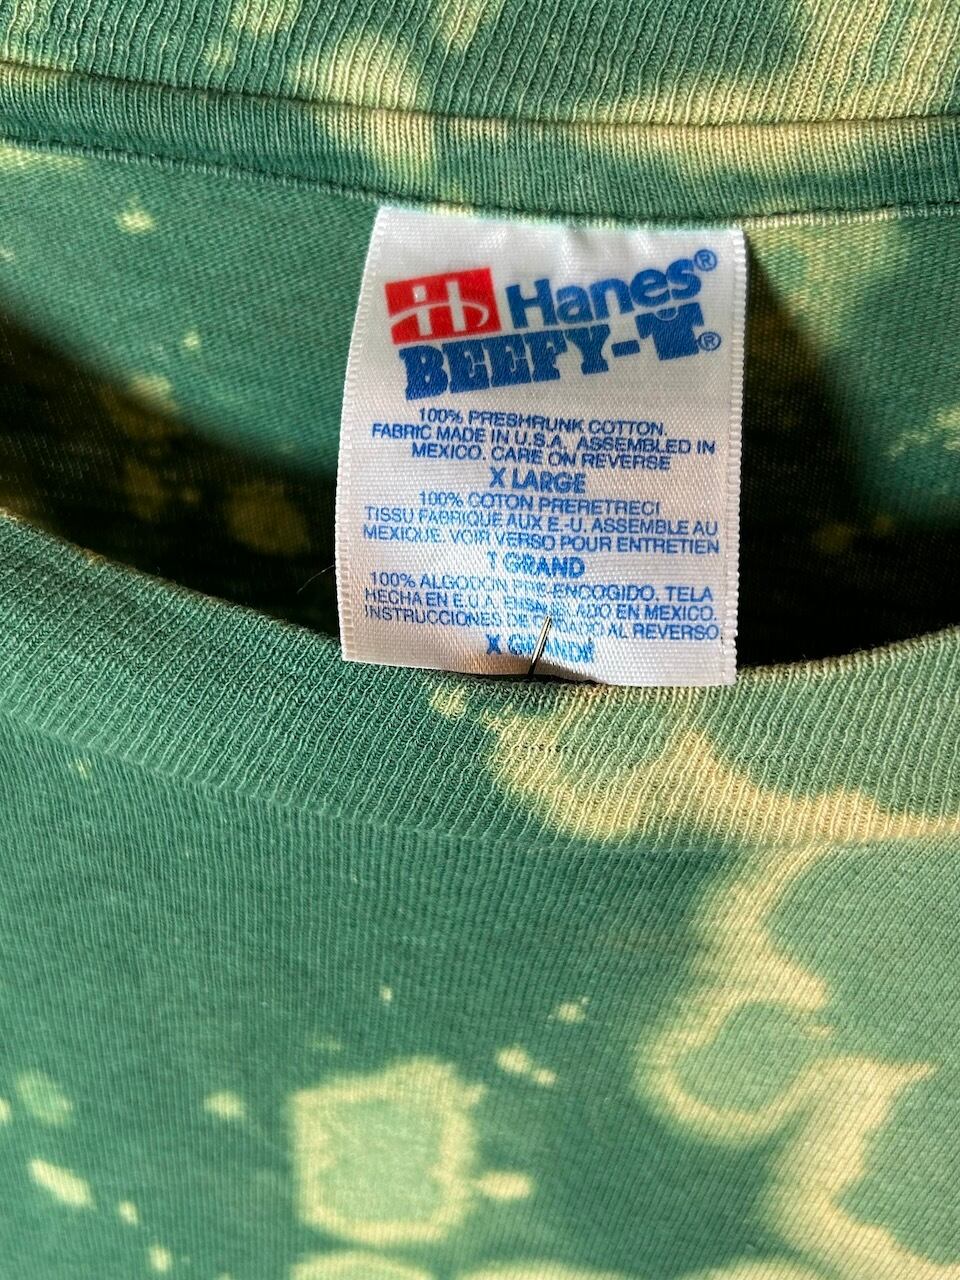 Hanes®
BEEFY-T®
100% PRESHRUNK COTTON.
FABRIC MADE IN U.S.A. ASSEMBLED IN
MEXICO. CARE ON REVERSE
X LARGE
100% COTON PRERETRECI
TISSU FABRIQUE AUX E.-U. ASSEMBLE AU
MEXIQUE. VOIR VERSO POUR ENTRETIEN
T GRAND
100% ALGODON PRE-ENCOGIDO. TELA
HECHA EN E.U.A. EN MEXICO.
INSTRUCCIONES DE AL REVERSO
X GRANDE